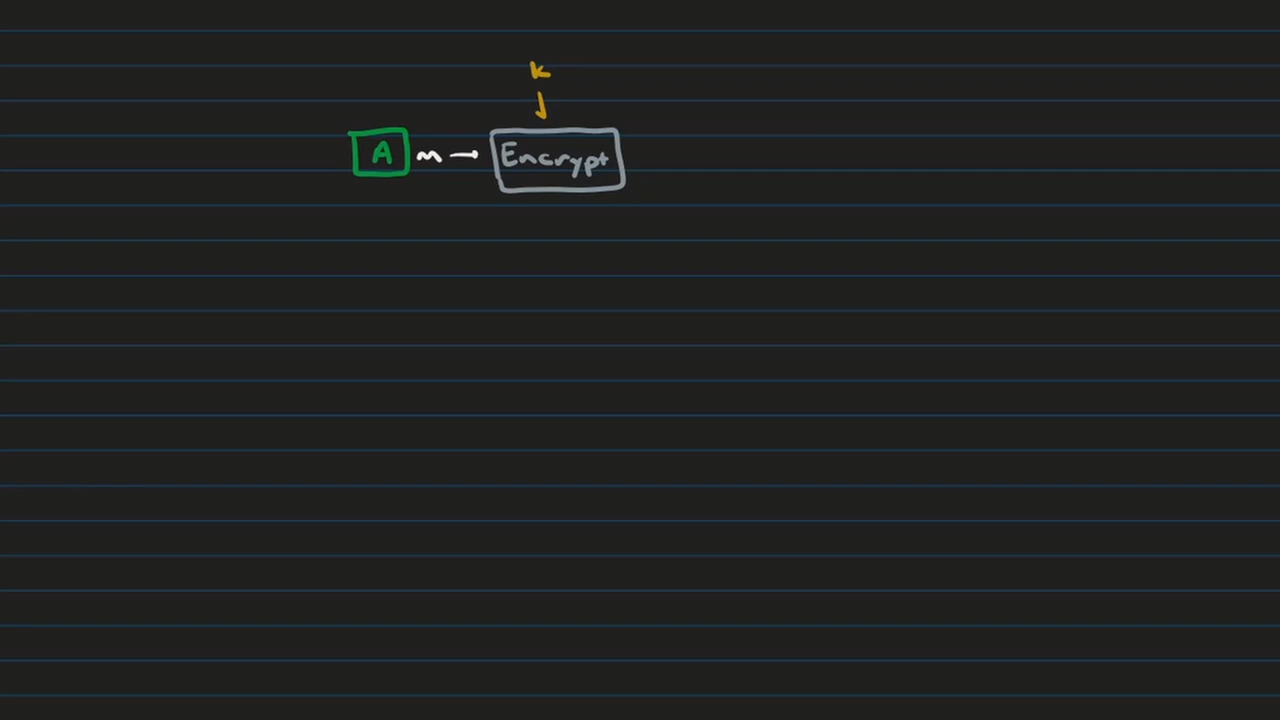 k
A m → Encrypt